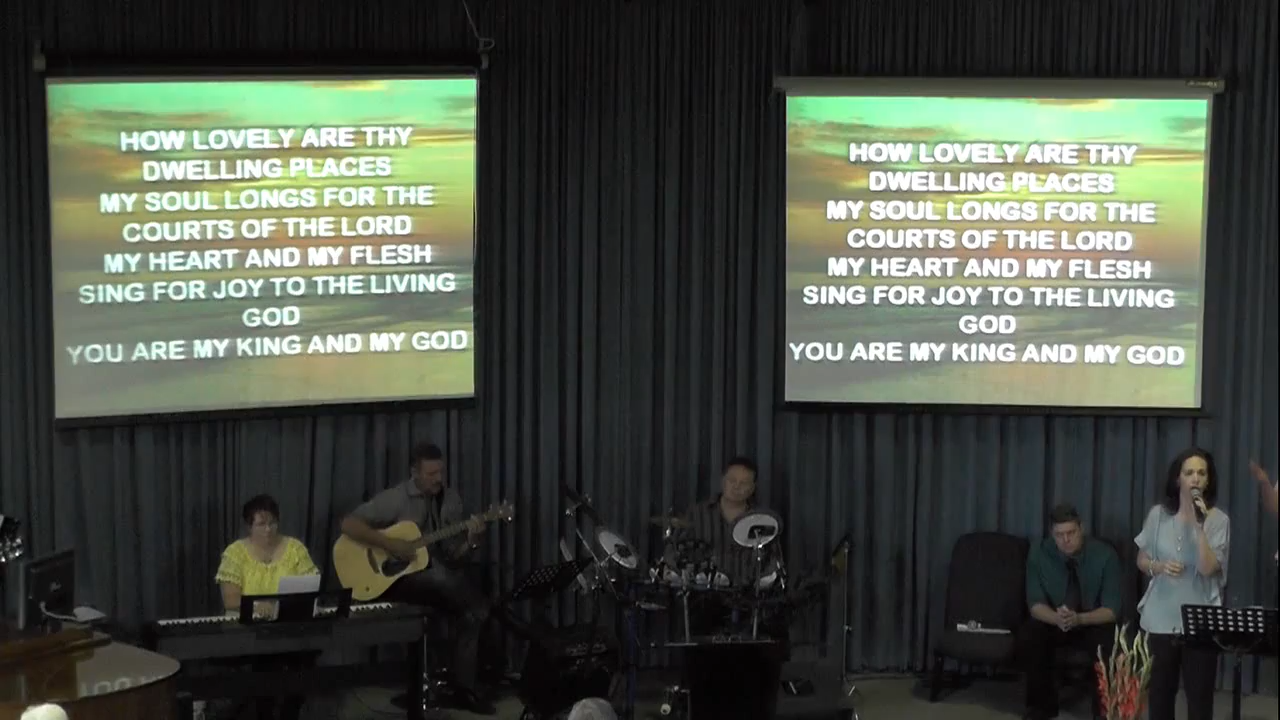 HOW LOVELY ARE THY
DWELLING PLACES
MY SOUL LONGS FOR THE
COURTS OF THE LORD
MY HEART AND MY FLESH
SING FOR JOY TO THE LIVING
GOD
YOU ARE MY KING AND MY GOD
HOW LOVELY ARE THY
DWELLING PLACES
MY SOUL LONGS FOR THE
COURTS OF THE LORD
MY HEART AND MY FLESH
SING FOR JOY TO THE LIVING
GOD
YOU ARE MY KING AND MY GOD